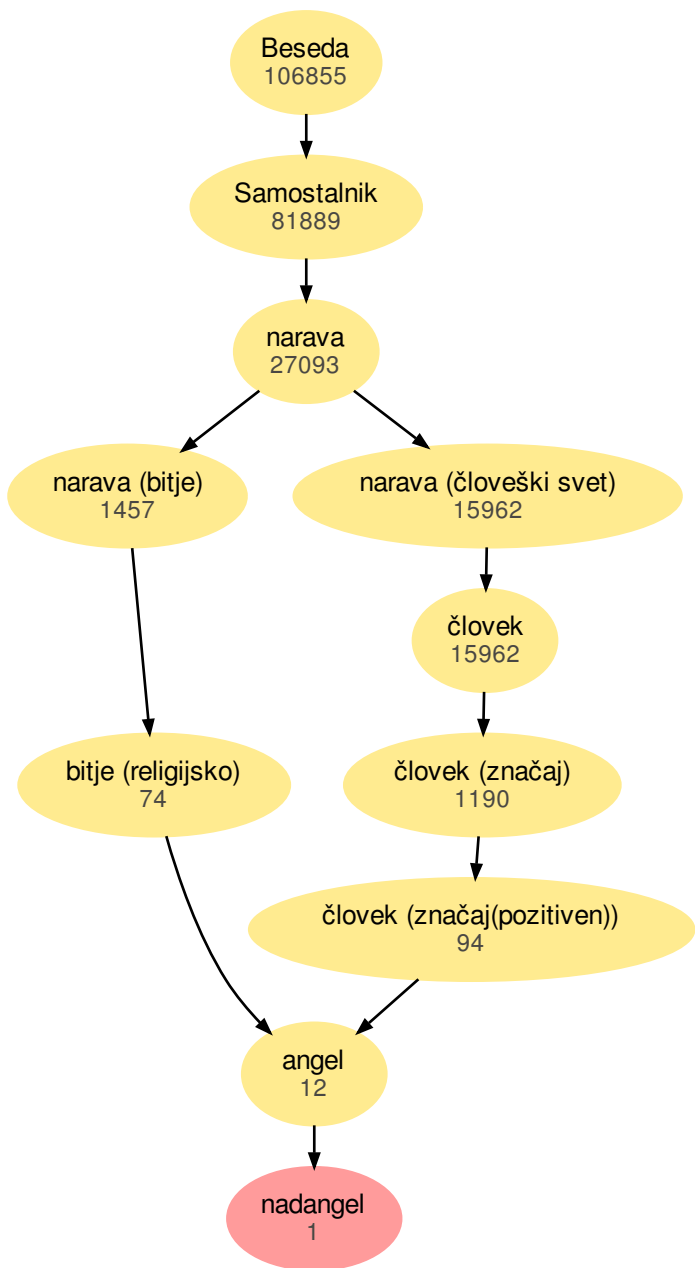 Beseda
106855
Samostalnik
81889
narava
27093
narava (bitje)
1457
narava (človeški svet)
15962
človek
15962
bitje (religijsko)
74
človek (značaj)
1190
človek (značaj(pozitiven))
94
angel
12
nadangel
1